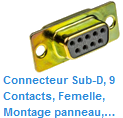 Connecteur Sub-D, 9
Contacts, Femelle,
Montage panneau,...